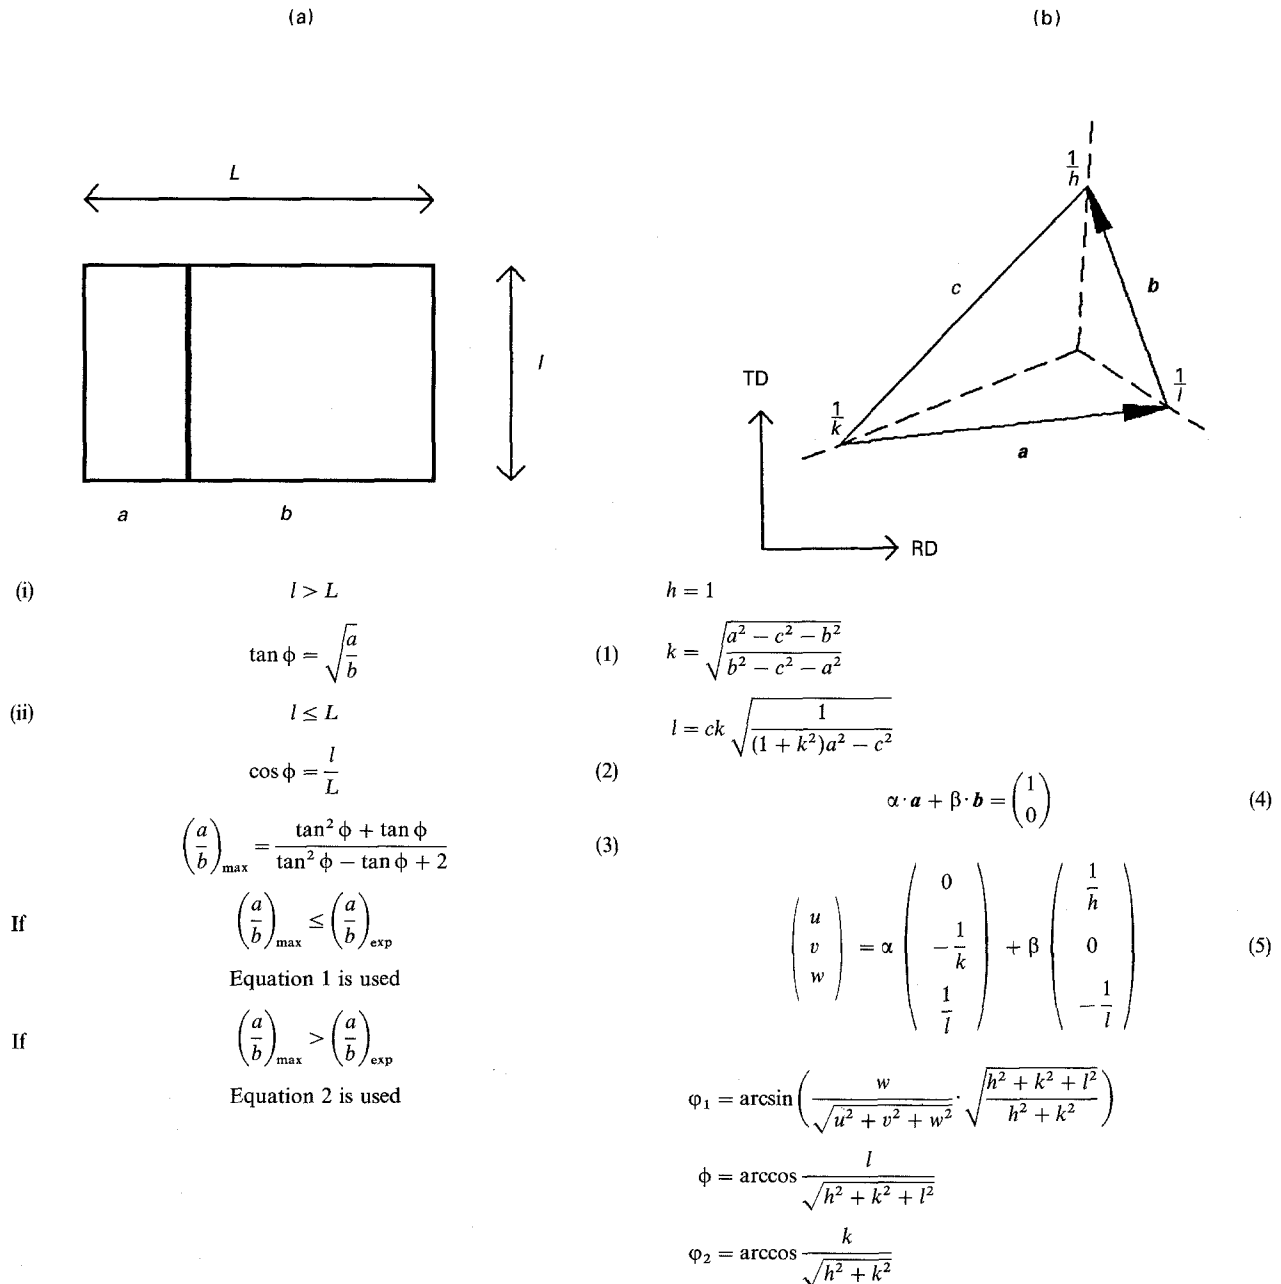 (a)
L
l
a b
(i) l > L
tan ϕ = √(a/b) (1)
(ii) l ≤ L
cos ϕ = l/L (2)
(a/b)max = (tan² ϕ + tan ϕ)/(tan² ϕ − tan ϕ + 2) (3)
If (a/b)max ≤ (a/b)exp
Equation 1 is used
If (a/b)max > (a/b)exp
Equation 2 is used
(b)
1/h
c
b
TD
1/k
1/l
a
RD
h = 1
k = √((a² − c² − b²)/(b² − c² − a²))
l = ck √(1/((1 + k²)a² − c²))
α·a + β·b = (1 0) (4)
(u v w) = α (0 −1/k 1/l) + β (1/h 0 −1/l) (5)
φ₁ = arcsin(w/√(u² + v² + w²) · √((h² + k² + l²)/(h² + k²)))
ϕ = arccos l/√(h² + k² + l²)
φ₂ = arccos k/√(h² + k²)